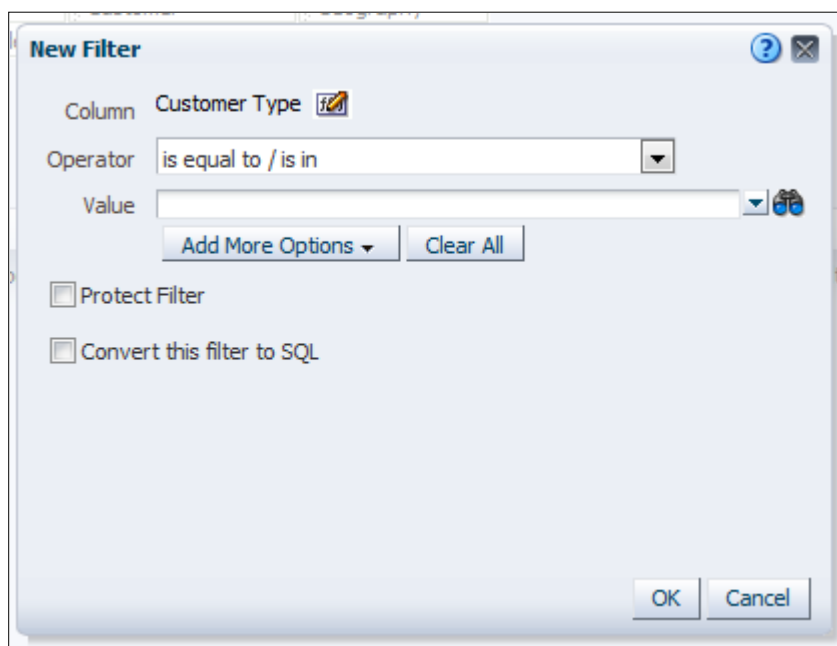 New Filter ?
Column Customer Type fx
Operator is equal to / is in
Value
Add More Options Clear All
Protect Filter
Convert this filter to SQL
OK Cancel